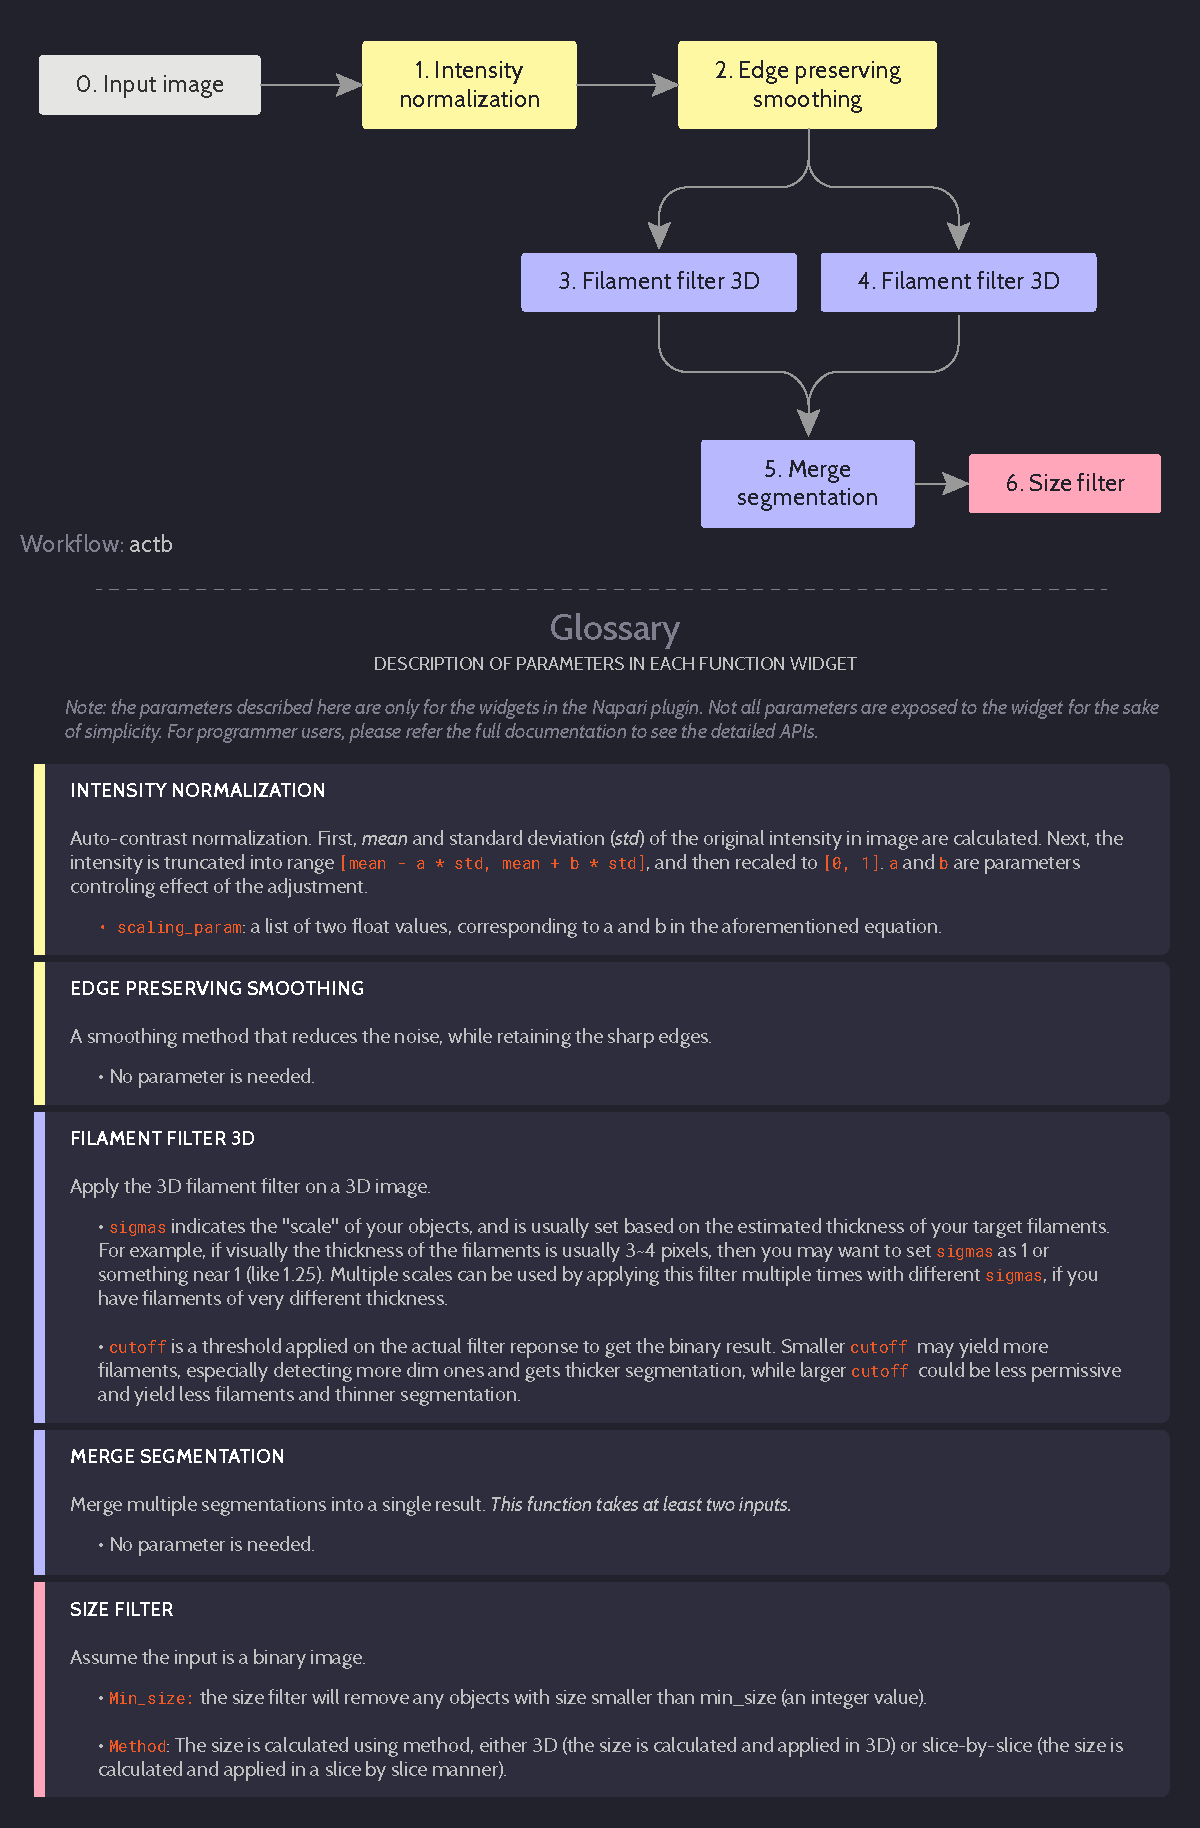 0. Input image
1. Intensity
normalization
2. Edge preserving
smoothing
3. Filament filter 3D
4. Filament filter 3D
5. Merge
segmentation
6. Size filter
Workflow: actb
Glossary
DESCRIPTION OF PARAMETERS IN EACH FUNCTION WIDGET
Note: the parameters described here are only for the widgets in the Napari plugin. Not all parameters are exposed to the widget for the sake
of simplicity. For programmer users, please refer the full documentation to see the detailed APIs.
INTENSITY NORMALIZATION
Auto-contrast normalization. First, mean and standard deviation (std) of the original intensity in image are calculated. Next, the
intensity is truncated into range [mean - a * std, mean + b * std], and then recaled to [0, 1]. a and b are parameters
controling effect of the adjustment.
• scaling_param: a list of two float values, corresponding to a and b in the aforementioned equation.
EDGE PRESERVING SMOOTHING
A smoothing method that reduces the noise, while retaining the sharp edges.
• No parameter is needed.
FILAMENT FILTER 3D
Apply the 3D filament filter on a 3D image.
• sigmas indicates the "scale" of your objects, and is usually set based on the estimated thickness of your target filaments.
For example, if visually the thickness of the filaments is usually 3~4 pixels, then you may want to set sigmas as 1 or
something near 1 (like 1.25). Multiple scales can be used by applying this filter multiple times with different sigmas, if you
have filaments of very different thickness.
• cutoff is a threshold applied on the actual filter reponse to get the binary result. Smaller cutoff may yield more
filaments, especially detecting more dim ones and gets thicker segmentation, while larger cutoff could be less permissive
and yield less filaments and thinner segmentation.
MERGE SEGMENTATION
Merge multiple segmentations into a single result. This function takes at least two inputs.
• No parameter is needed.
SIZE FILTER
Assume the input is a binary image.
• Min_size: the size filter will remove any objects with size smaller than min_size (an integer value).
• Method: The size is calculated using method, either 3D (the size is calculated and applied in 3D) or slice-by-slice (the size is
calculated and applied in a slice by slice manner).